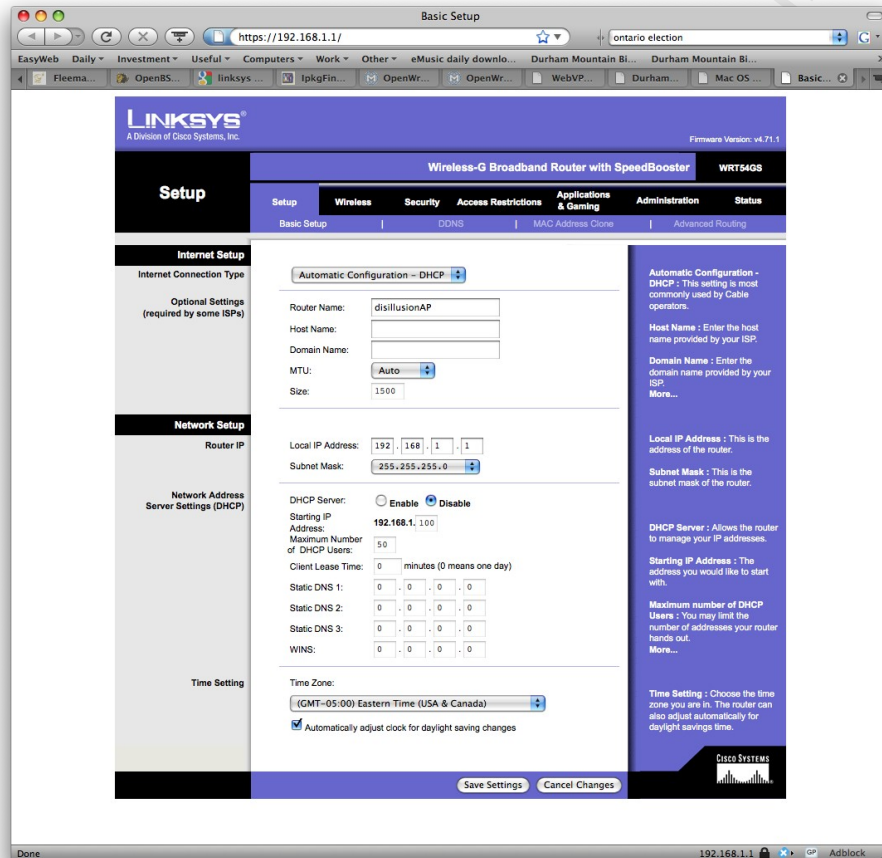 Basic Setup
https://192.168.1.1/
ontario election
EasyWeb Daily Investment Useful Computers Work Other eMusic daily downlo... Durham Mountain Bi... Durham Mountain Bi...
Fleema... OpenBS... linksys ... IpkgFin... OpenWr... OpenWr... WebVP... Durham... Mac OS ... Basic...
LINKSYS®
A Division of Cisco Systems, Inc.
Firmware Version: v4.71.1
Wireless-G Broadband Router with SpeedBooster WRT54GS
Setup
Setup Wireless Security Access Restrictions Applications & Gaming Administration Status
Basic Setup | DDNS | MAC Address Clone | Advanced Routing
Internet Setup
Internet Connection Type
Automatic Configuration - DHCP
Optional Settings
(required by some ISPs)
Router Name: disillusionAP
Host Name:
Domain Name:
MTU: Auto
Size: 1500
Automatic Configuration -
DHCP : This setting is most
commonly used by Cable
operators.
Host Name : Enter the host
name provided by your ISP.
Domain Name : Enter the
domain name provided by your
ISP.
More...
Network Setup
Router IP
Local IP Address: 192 . 168 . 1 . 1
Subnet Mask: 255.255.255.0
Local IP Address : This is the
address of the router.
Subnet Mask : This is the
subnet mask of the router.
Network Address
Server Settings (DHCP)
DHCP Server: Enable Disable
Starting IP
Address: 192.168.1. 100
Maximum Number
of DHCP Users: 50
Client Lease Time: 0 minutes (0 means one day)
Static DNS 1: 0 . 0 . 0 . 0
Static DNS 2: 0 . 0 . 0 . 0
Static DNS 3: 0 . 0 . 0 . 0
WINS: 0 . 0 . 0 . 0
DHCP Server : Allows the router
to manage your IP addresses.
Starting IP Address : The
address you would like to start
with.
Maximum number of DHCP
Users : You may limit the
number of addresses your router
hands out.
More...
Time Setting
Time Zone:
(GMT-05:00) Eastern Time (USA & Canada)
Automatically adjust clock for daylight saving changes
Time Setting : Choose the time
zone you are in. The router can
also adjust automatically for
daylight savings time.
CISCO SYSTEMS
Save Settings Cancel Changes
Done 192.168.1.1 GP Adblock